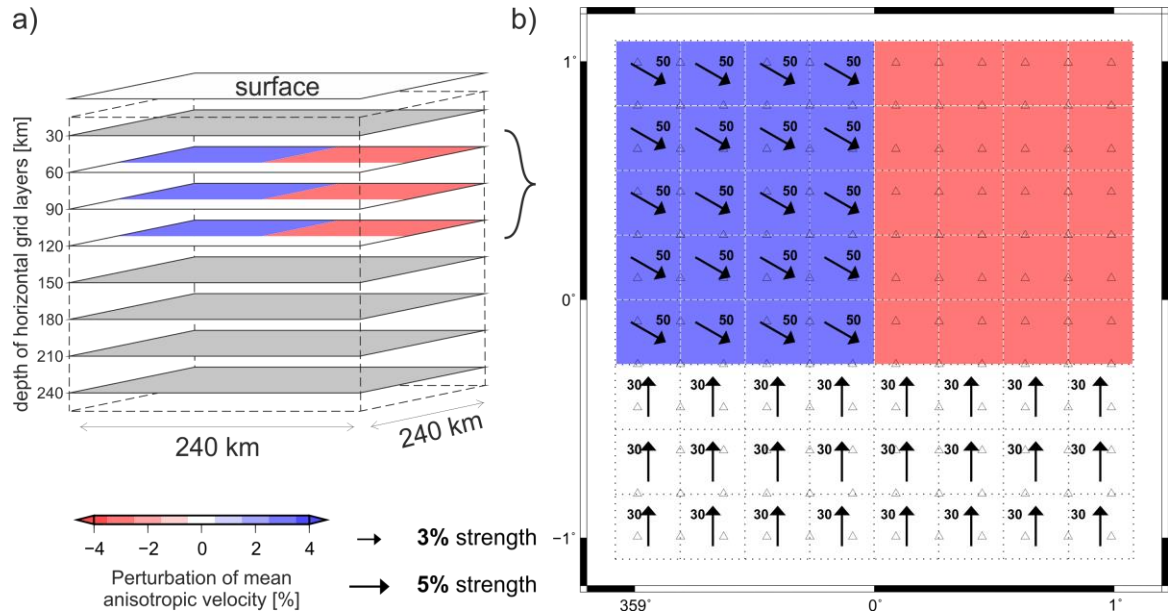 a)
surface
depth of horizontal grid layers [km]
30
60
90
120
150
180
210
240
240 km
240 km
−4 −2 0 2 4
Perturbation of mean
anisotropic velocity [%]
3% strength
5% strength
b)
1°
0°
−1°
50 50 50 50
50 50 50 50
50 50 50 50
50 50 50 50
50 50 50 50
30 30 30 30 30 30 30 30
30 30 30 30 30 30 30 30
30 30 30 30 30 30 30 30
359° 0° 1°